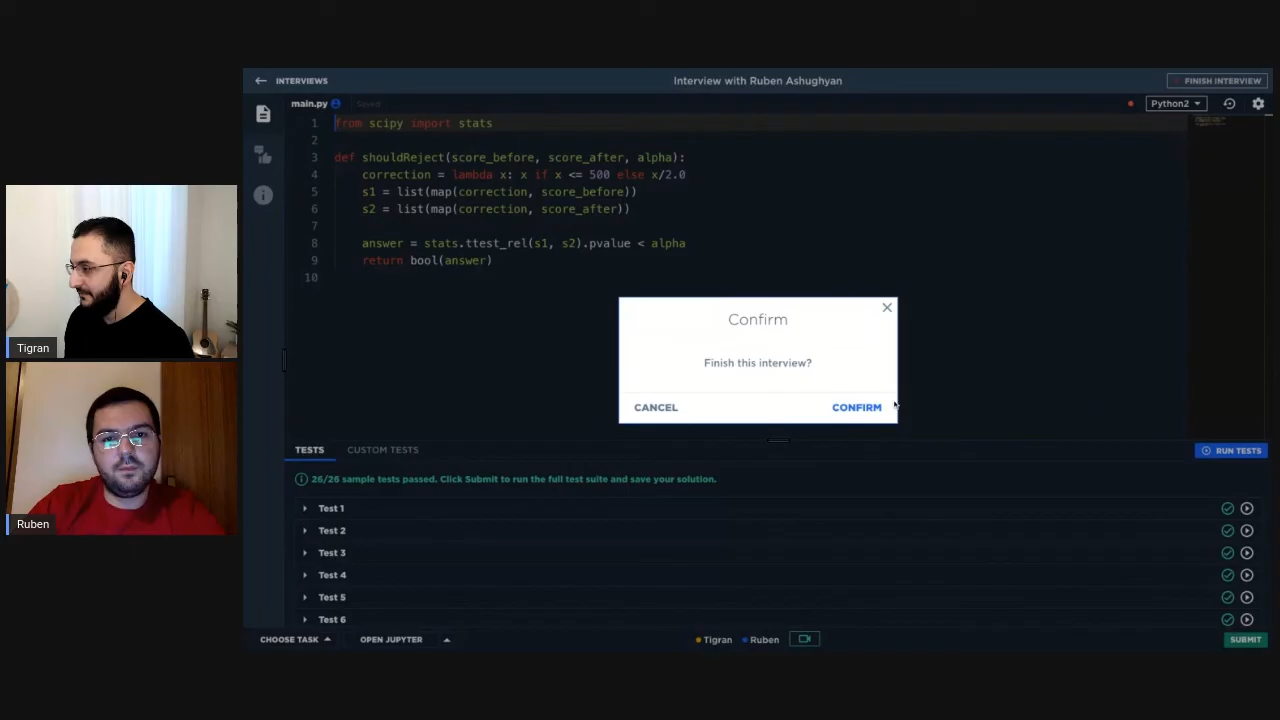 INTERVIEWS
Interview with Ruben Ashughyan
FINISH INTERVIEW
main.py
Saved
Python2
1 from scipy import stats
2
3 def shouldReject(score_before, score_after, alpha):
4 correction = lambda x: x if x <= 500 else x/2.0
5 s1 = list(map(correction, score_before))
6 s2 = list(map(correction, score_after))
7
8 answer = stats.ttest_rel(s1, s2).pvalue < alpha
9 return bool(answer)
10
Confirm
Finish this interview?
CANCEL
CONFIRM
Tigran
Ruben
TESTS
CUSTOM TESTS
RUN TESTS
26/26 sample tests passed. Click Submit to run the full test suite and save your solution.
Test 1
Test 2
Test 3
Test 4
Test 5
Test 6
CHOOSE TASK
OPEN JUPYTER
Tigran
Ruben
SUBMIT